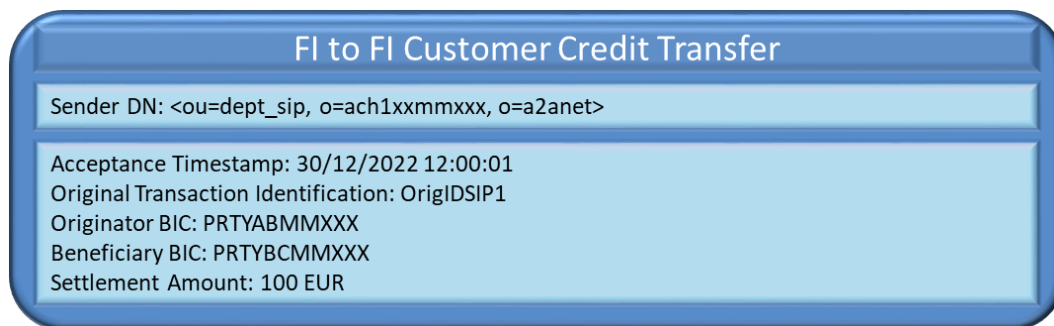 FI to FI Customer Credit Transfer
Sender DN: <ou=dept_sip, o=ach1xxmmxxx, o=a2anet>
Acceptance Timestamp: 30/12/2022 12:00:01
Original Transaction Identification: OrigIDSIP1
Originator BIC: PRTYABMMXXX
Beneficiary BIC: PRTYBCMMXXX
Settlement Amount: 100 EUR